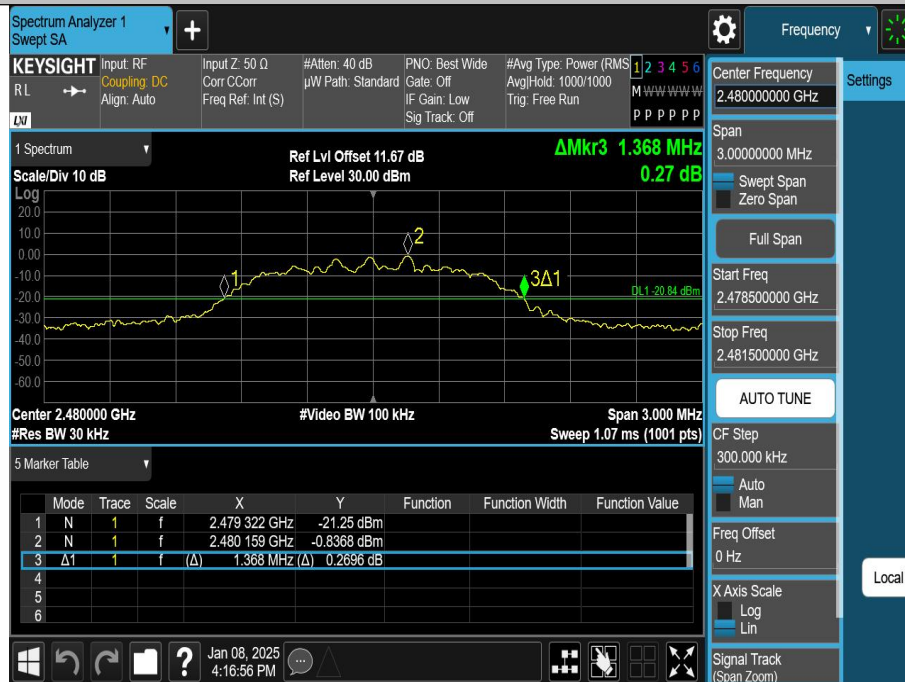 Spectrum Analyzer 1
Swept SA
+
Frequency
KEYSIGHT
RL
LXI
Input: RF
Coupling: DC
Align: Auto
Input Z: 50 Ω
Corr CCorr
Freq Ref: Int (S)
#Atten: 40 dB
µW Path: Standard
PNO: Best Wide
Gate: Off
IF Gain: Low
Sig Track: Off
#Avg Type: Power (RMS
Avg|Hold: 1000/1000
Trig: Free Run
1 2 3 4 5 6
M W W W W W
P P P P P P
1 Spectrum
Scale/Div 10 dB
Ref Lvl Offset 11.67 dB
Ref Level 30.00 dBm
ΔMkr3 1.368 MHz
0.27 dB
Log
20.0
10.0
0.00
-10.0
-20.0
-30.0
-40.0
-50.0
-60.0
1
2
3Δ1
DL1 -20.84 dBm
Center 2.480000 GHz
#Video BW 100 kHz
Span 3.000 MHz
#Res BW 30 kHz
Sweep 1.07 ms (1001 pts)
5 Marker Table
Mode Trace Scale X Y Function Function Width Function Value
1 N 1 f 2.479 322 GHz -21.25 dBm
2 N 1 f 2.480 159 GHz -0.8368 dBm
3 Δ1 1 f (Δ) 1.368 MHz (Δ) 0.2696 dB
4
5
6
Jan 08, 2025
4:16:56 PM
?
Center Frequency
2.480000000 GHz
Span
3.00000000 MHz
Swept Span
Zero Span
Full Span
Start Freq
2.478500000 GHz
Stop Freq
2.481500000 GHz
AUTO TUNE
CF Step
300.000 kHz
Auto
Man
Freq Offset
0 Hz
X Axis Scale
Log
Lin
Signal Track
(Span Zoom)
Settings
Local